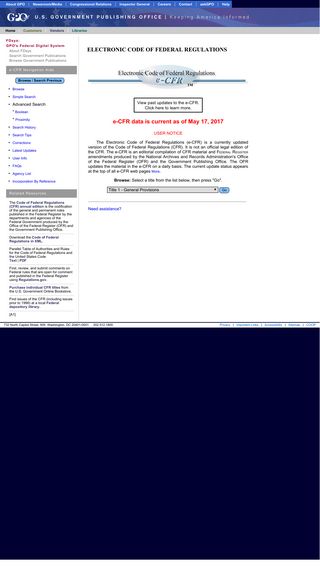 About GPO | Newsroom/Media | Congressional Relations | Inspector General | Careers | Contact | askGPO | Help
GPO U.S. GOVERNMENT PUBLISHING OFFICE | Keeping America Informed
Home Customers Vendors Libraries
FDsys:
GPO's Federal Digital System
About FDsys
Search Government Publications
Browse Government Publications
e-CFR Navigation Aids
Browse / Search Previous
Browse
Simple Search
Advanced Search
Boolean
Proximity
Search History
Search Tips
Corrections
Latest Updates
User Info
FAQs
Agency List
Incorporation By Reference
Related Resources
The Code of Federal Regulations
(CFR) annual edition is the codification
of the general and permanent rules
published in the Federal Register by the
departments and agencies of the
Federal Government produced by the
Office of the Federal Register (OFR)
and the Government Publishing Office.
Download the Code of Federal
Regulations in XML.
Parallel Table of Authorities and Rules
for the Code of Federal Regulations and
the United States Code
Text | PDF
Find, review, and submit comments on
Federal rules that are open for comment
and published in the Federal Register
using Regulations.gov.
Purchase individual CFR titles from
the U.S. Government Online Bookstore.
Find issues of the CFR (including issues
prior to 1996) at a local Federal
depository library.
[A1]
ELECTRONIC CODE OF FEDERAL REGULATIONS
Electronic Code of Federal Regulations
e-CFR
TM
View past updates to the e-CFR.
Click here to learn more.
e-CFR data is current as of May 17, 2017
USER NOTICE
The Electronic Code of Federal Regulations (e-CFR) is a currently updated
version of the Code of Federal Regulations (CFR). It is not an official legal edition of
the CFR. The e-CFR is an editorial compilation of CFR material and Federal Register
amendments produced by the National Archives and Records Administration's Office
of the Federal Register (OFR) and the Government Publishing Office. The OFR
updates the material in the e-CFR on a daily basis. The current update status appears
at the top of all e-CFR web pages
Browse: Select a title from the list below, then press "Go".
Title 1 - General Provisions Go
Need assistance?
732 North Capitol Street, NW, Washington, DC 20401-0001 202.512.1800
Privacy | Important Links | Accessibility | Sitemap | COOP